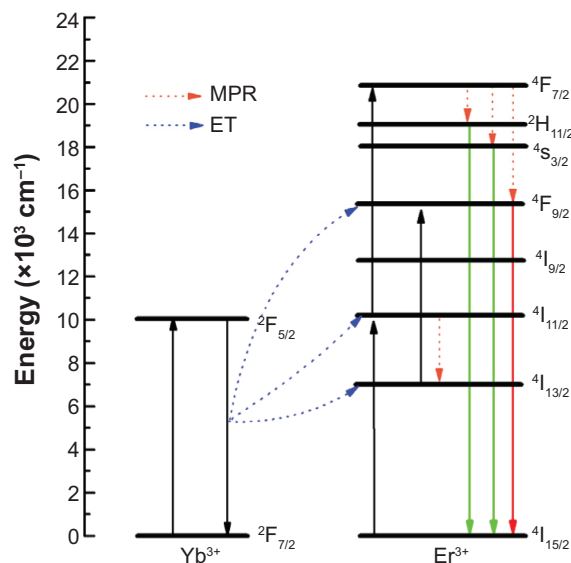 Energy (×10³ cm⁻¹)
24
22
20
18
16
14
12
10
8
6
4
2
0
MPR
ET
²F₅/₂
²F₇/₂
Yb³⁺
⁴F₇/₂
²H₁₁/₂
⁴s₃/₂
⁴F₉/₂
⁴I₉/₂
⁴I₁₁/₂
⁴I₁₃/₂
⁴I₁₅/₂
Er³⁺